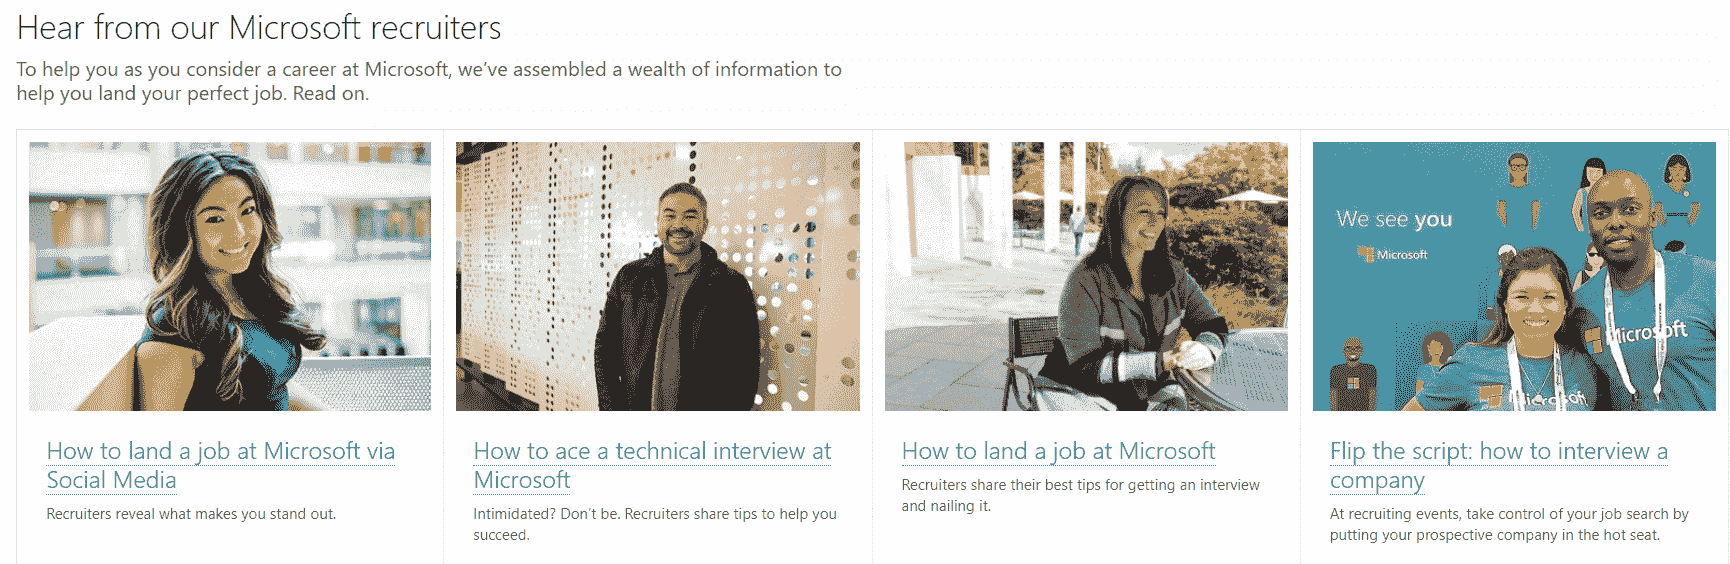 Hear from our Microsoft recruiters
To help you as you consider a career at Microsoft, we’ve assembled a wealth of information to
help you land your perfect job. Read on.
We see you
Microsoft
Microsoft
Microsoft
How to land a job at Microsoft via
Social Media
Recruiters reveal what makes you stand out.
How to ace a technical interview at
Microsoft
Intimidated? Don’t be. Recruiters share tips to help you
succeed.
How to land a job at Microsoft
Recruiters share their best tips for getting an interview
and nailing it.
Flip the script: how to interview a
company
At recruiting events, take control of your job search by
putting your prospective company in the hot seat.